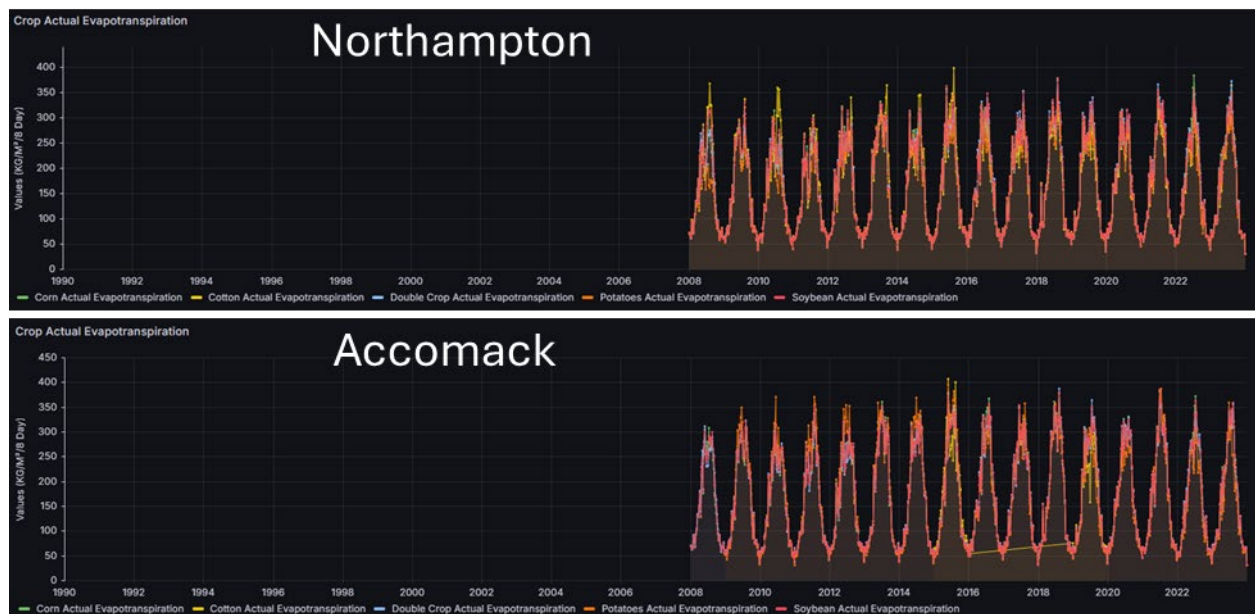 Crop Actual Evapotranspiration
Northampton
Values (KG/M²/8 Day)
400
350
300
250
200
150
100
50
0
1990 1992 1994 1996 1998 2000 2002 2004 2006 2008 2010 2012 2014 2016 2018 2020 2022
Corn Actual Evapotranspiration Cotton Actual Evapotranspiration Double Crop Actual Evapotranspiration Potatoes Actual Evapotranspiration Soybean Actual Evapotranspiration
Crop Actual Evapotranspiration
Accomack
Values (KG/M²/8 Day)
450
400
350
300
250
200
150
100
50
0
1990 1992 1994 1996 1998 2000 2002 2004 2006 2008 2010 2012 2014 2016 2018 2020 2022
Corn Actual Evapotranspiration Cotton Actual Evapotranspiration Double Crop Actual Evapotranspiration Potatoes Actual Evapotranspiration Soybean Actual Evapotranspiration